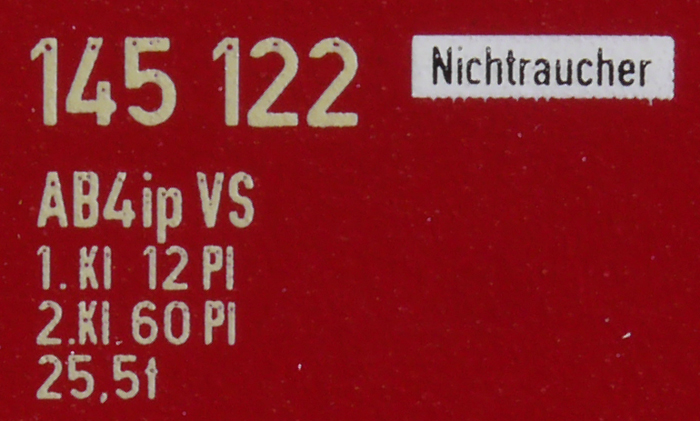 145 122 Nichtraucher
AB4ip VS
1. Kl 12 Pl
2.Kl. 60 Pl
25,5t